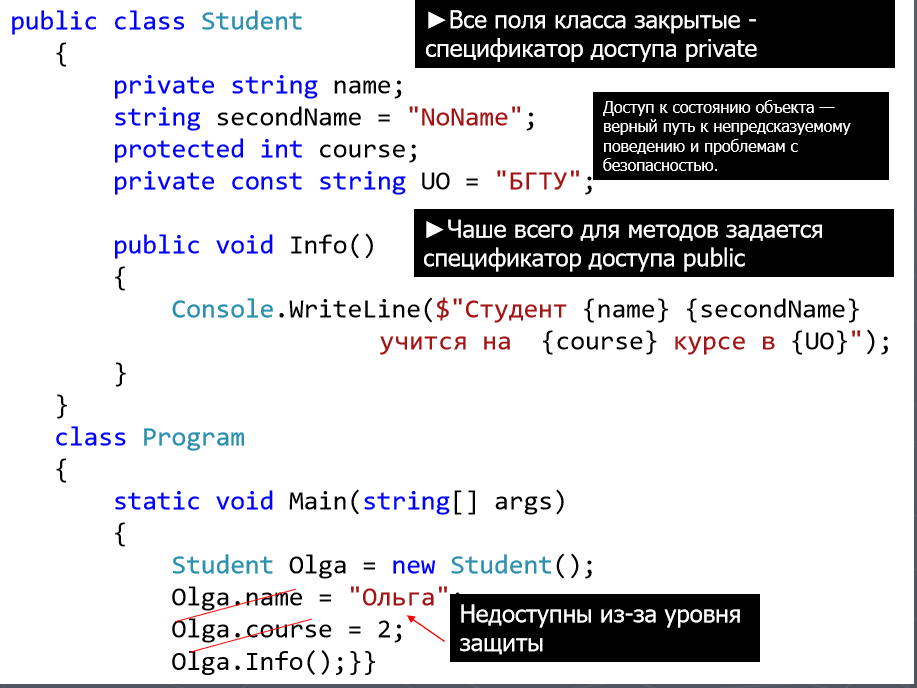 public class Student
►Все поля класса закрытые -
спецификатор доступа private
{
private string name;
string secondName = "NoName";
protected int course;
private const string UO = "БГТУ";
Доступ к состоянию объекта —
верный путь к непредсказуемому
поведению и проблемам с
безопасностью.
►Чаше всего для методов задается
спецификатор доступа public
public void Info()
{
Console.WriteLine($"Студент {name} {secondName}
учится на  {course} курсе в {UO}");
}
}
class Program
{
static void Main(string[] args)
{
Student Olga = new Student();
Olga.name = "Ольга";
Olga.course = 2;
Olga.Info();}}
Недоступны из-за уровня
защиты